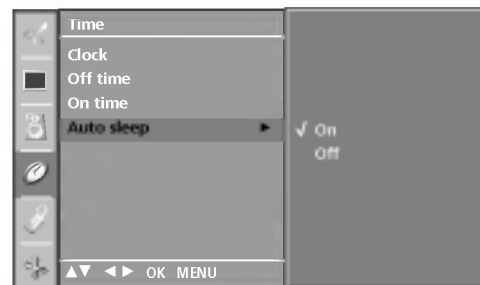 Time
Clock
Off time
On time
Auto sleep ►
√ On
Off
▲▼ ◄ ► OK MENU